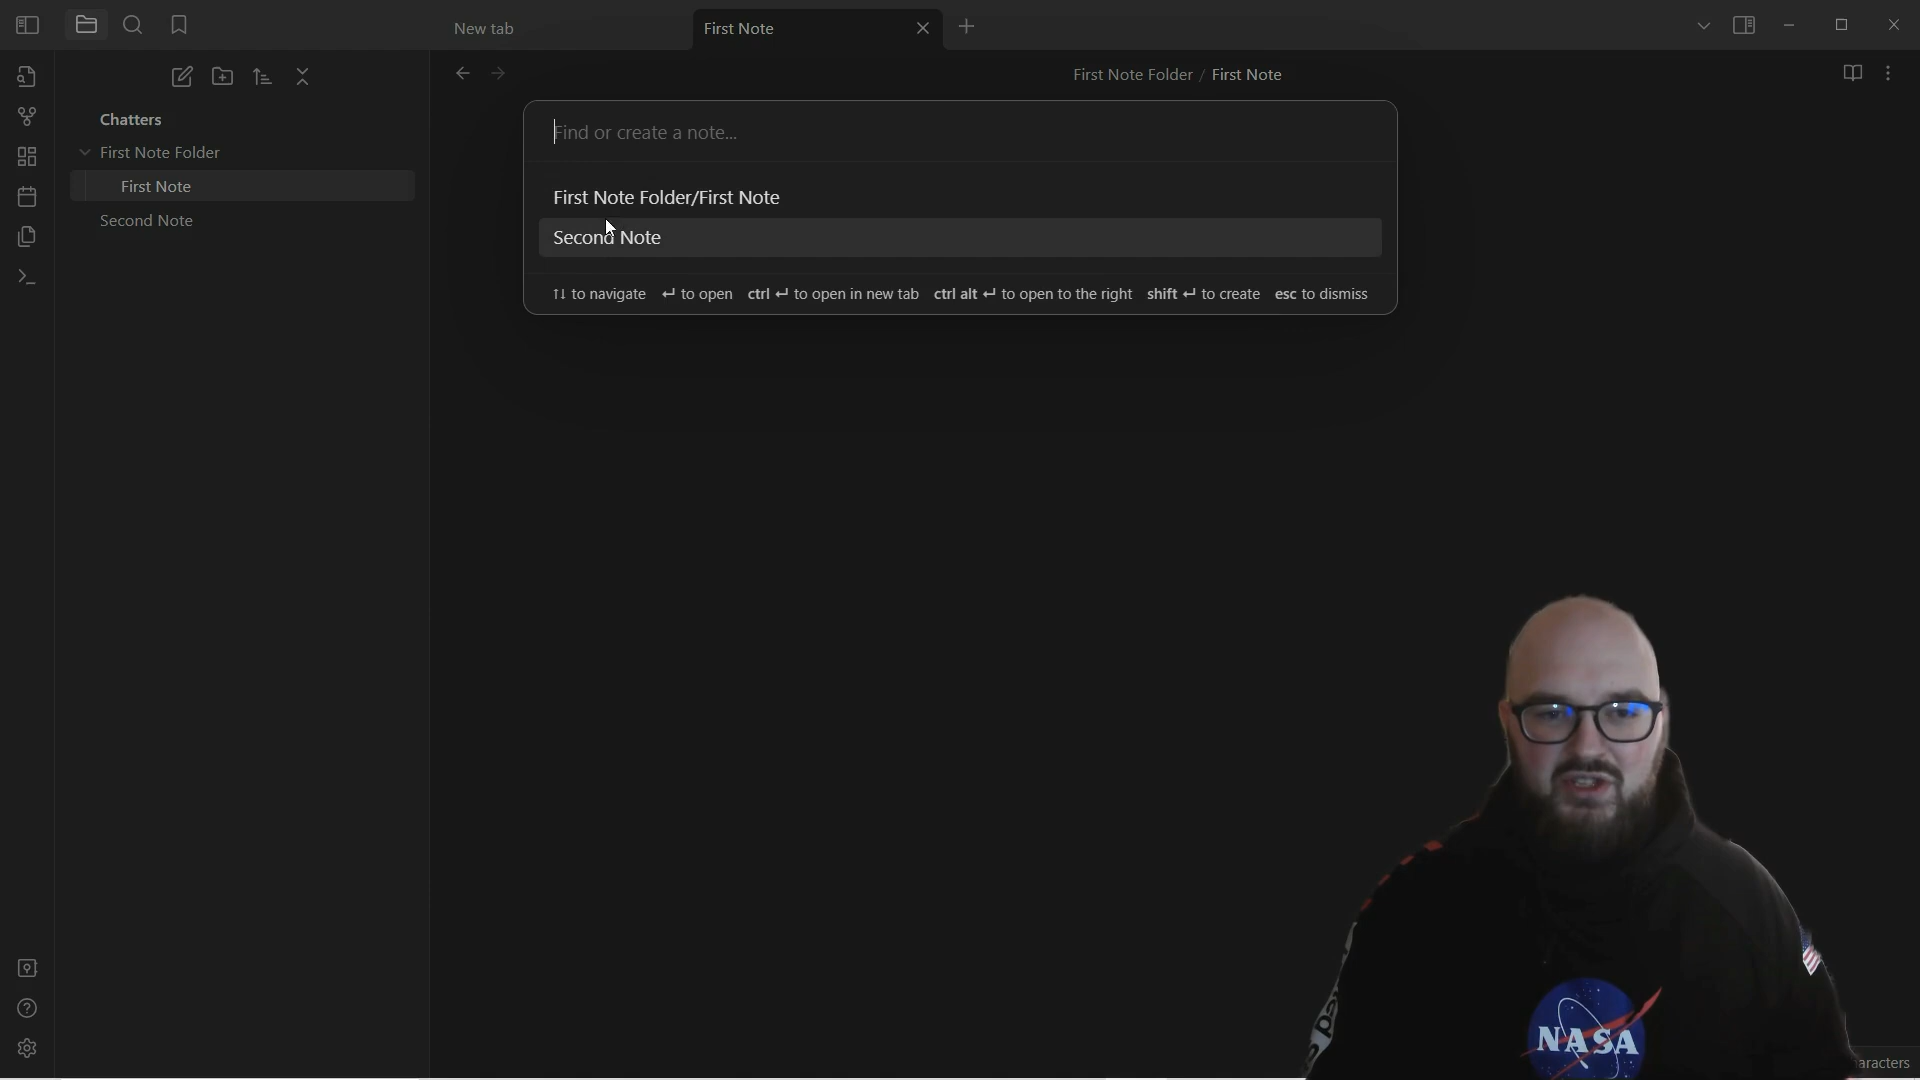 New tab
First Note
First Note Folder / First Note
Chatters
First Note Folder
First Note
Second Note
Find or create a note...
First Note Folder/First Note
Second Note
↑↓ to navigate ↵ to open ctrl ↵ to open in new tab ctrl alt ↵ to open to the right shift ↵ to create esc to dismiss
NASA